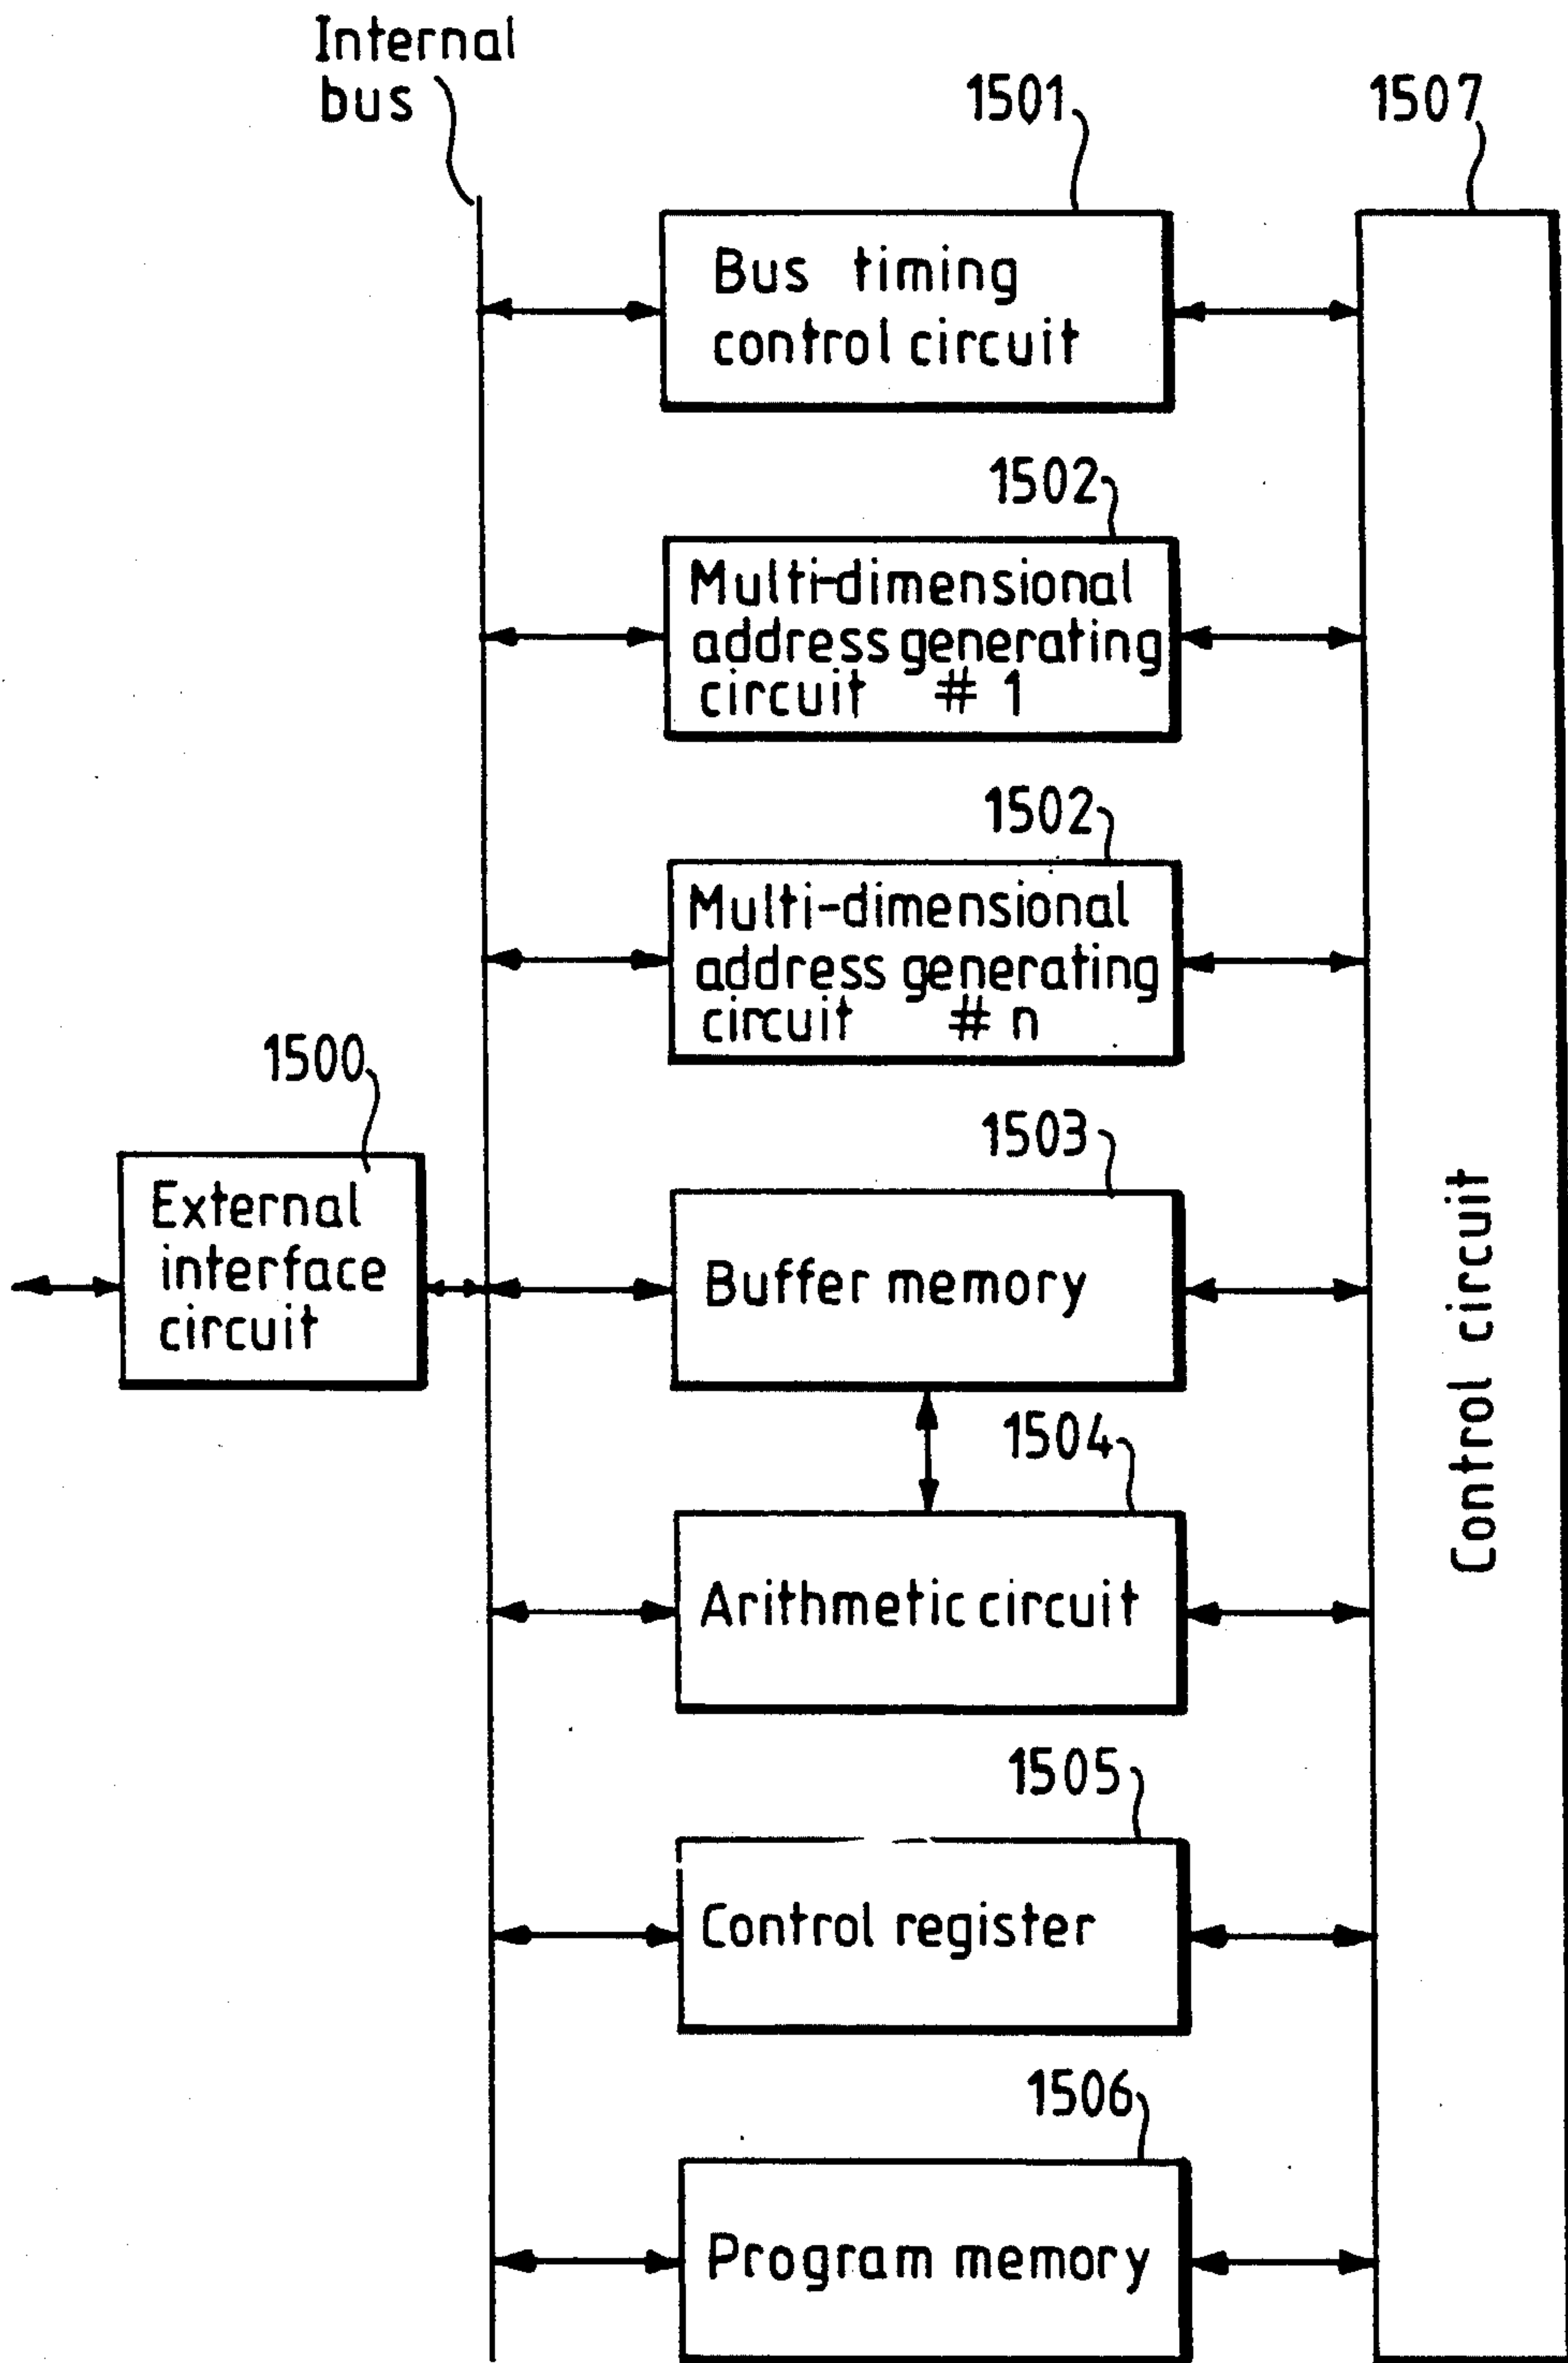 Internal
bus
1501
1507
Bus timing
control circuit
1502
Multi-dimensional
address generating
circuit # 1
1502
Multi-dimensional
address generating
circuit # n
1500
External
interface
circuit
1503
Buffer memory
1504
Arithmetic circuit
1505
Control register
1506
Program memory
Control circuit